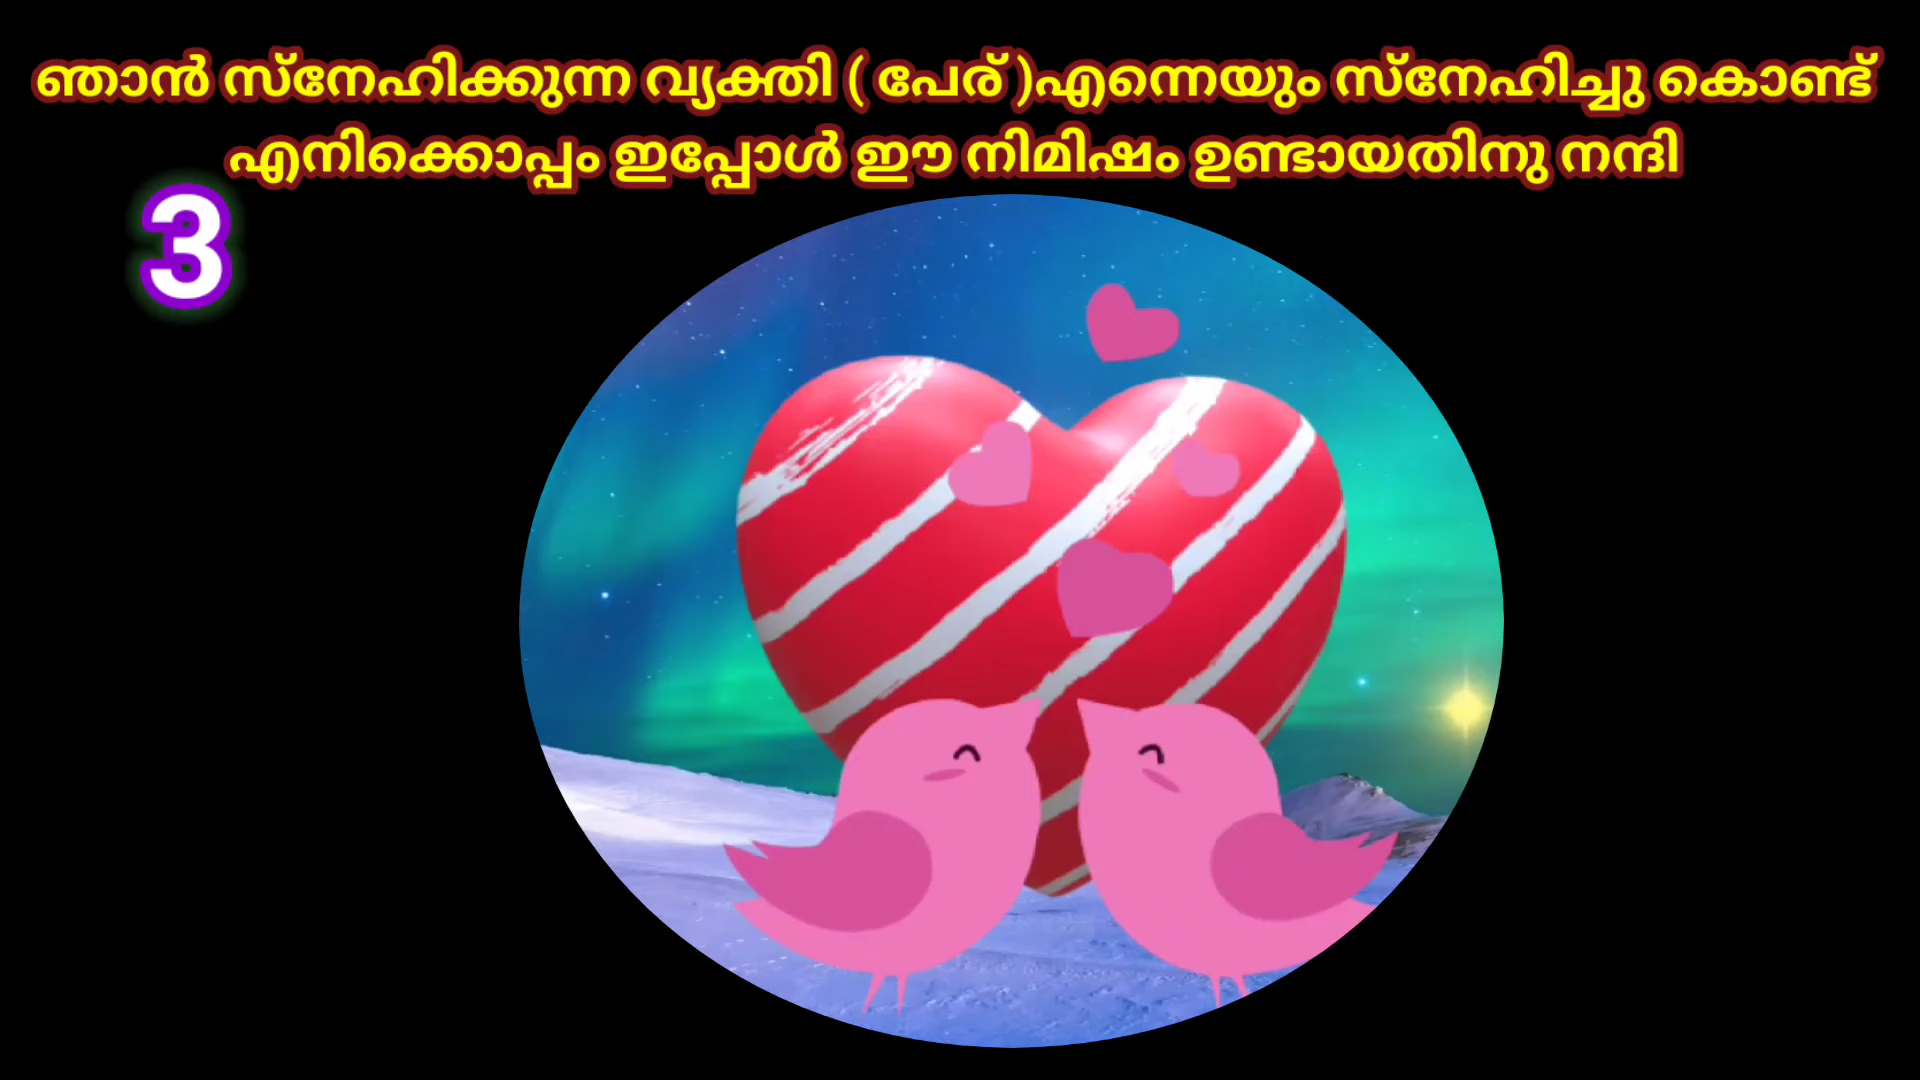 ഞാൻ സ്നേഹിക്കുന്ന വ്യക്തി ( പേര് )എന്നെയും സ്നേഹിച്ചു കൊണ്ട്
എനിക്കൊപ്പം ഇപ്പോൾ ഈ നിമിഷം ഉണ്ടായതിനു നന്ദി
3